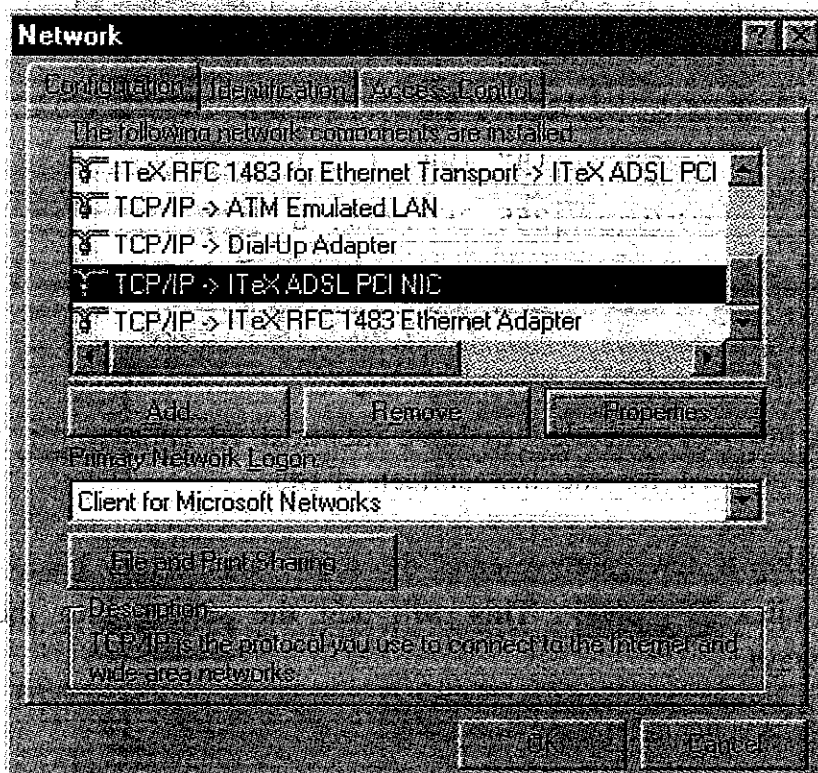 Network
Configuration Identification Access Control
The following network components are installed:
ITeX RFC 1483 for Ethernet Transport -> ITeX ADSL PCI
TCP/IP -> ATM Emulated LAN
TCP/IP -> Dial-Up Adapter
TCP/IP -> ITeX ADSL PCI NIC
TCP/IP -> ITeX RFC 1483 Ethernet Adapter
Add... Remove Properties
Primary Network Logon:
Client for Microsoft Networks
File and Print Sharing...
Description
TCP/IP is the protocol you use to connect to the Internet and
wide area networks.
OK Cancel